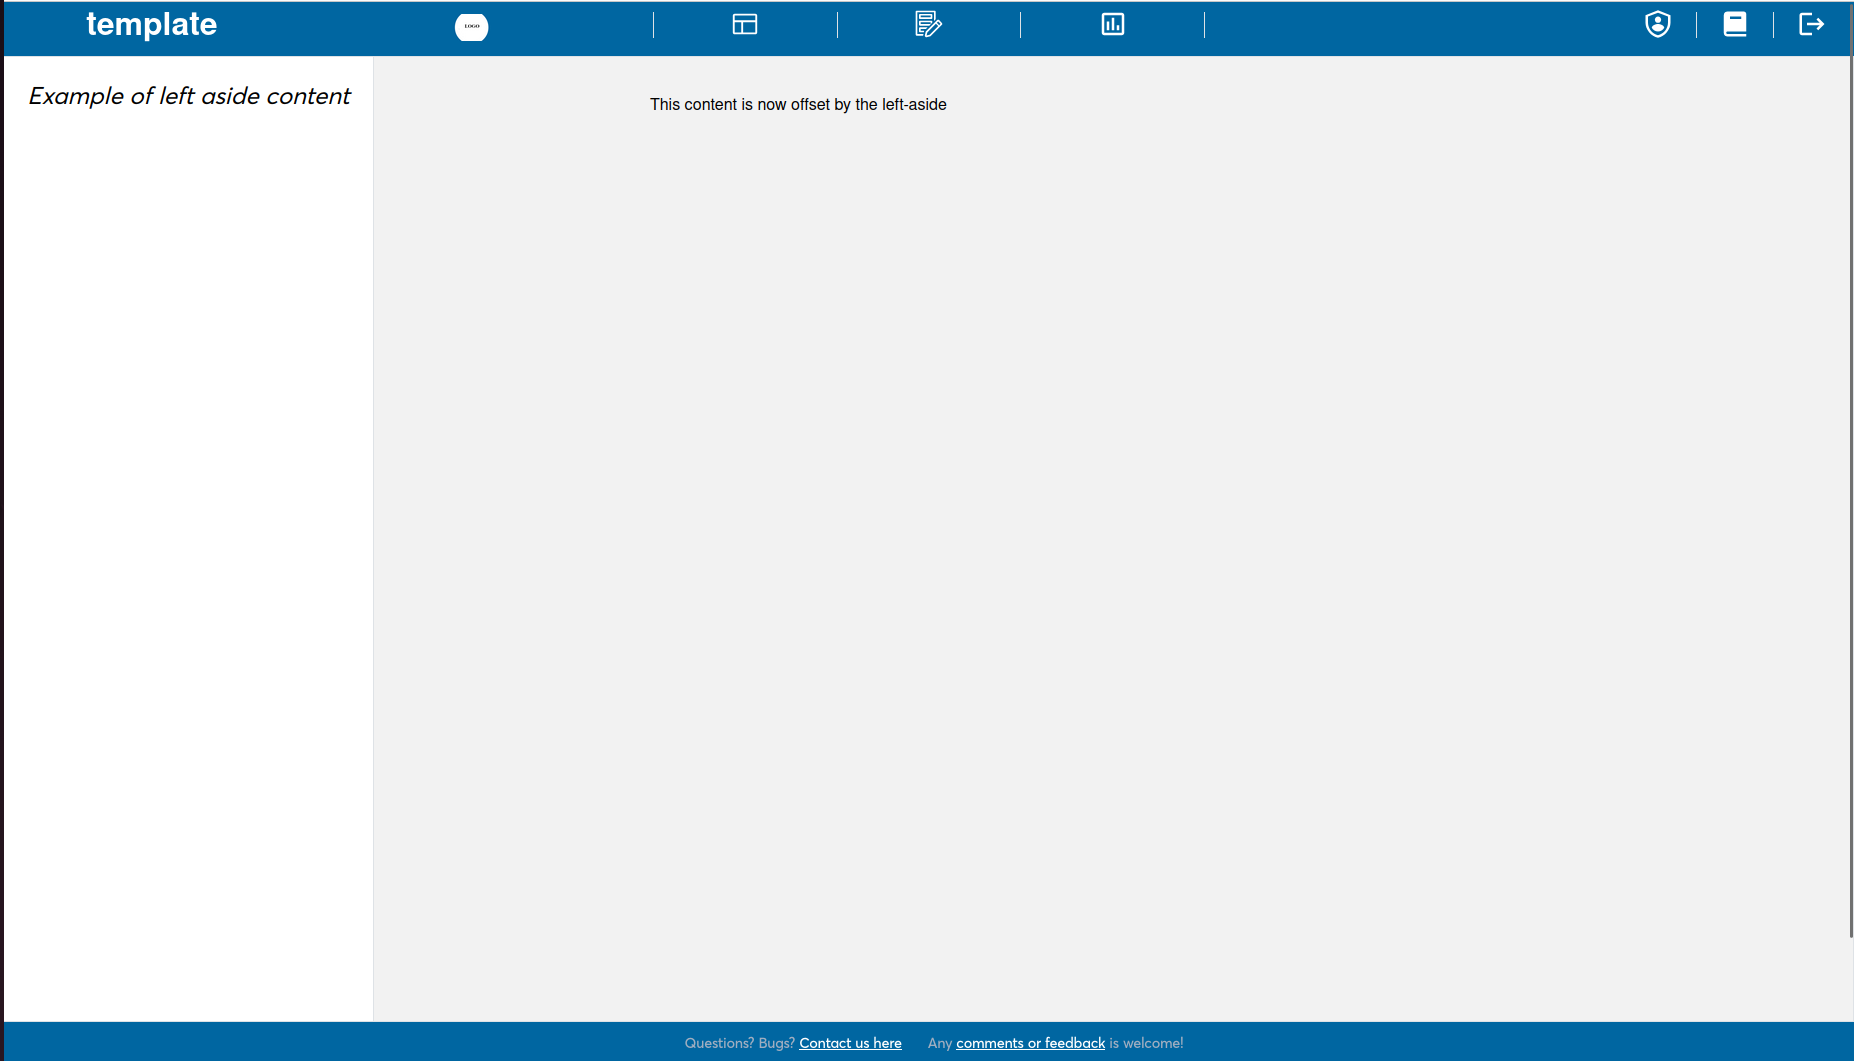 template
LOGO
Example of left aside content
This content is now offset by the left-aside
Questions? Bugs? Contact us here Any comments or feedback is welcome!